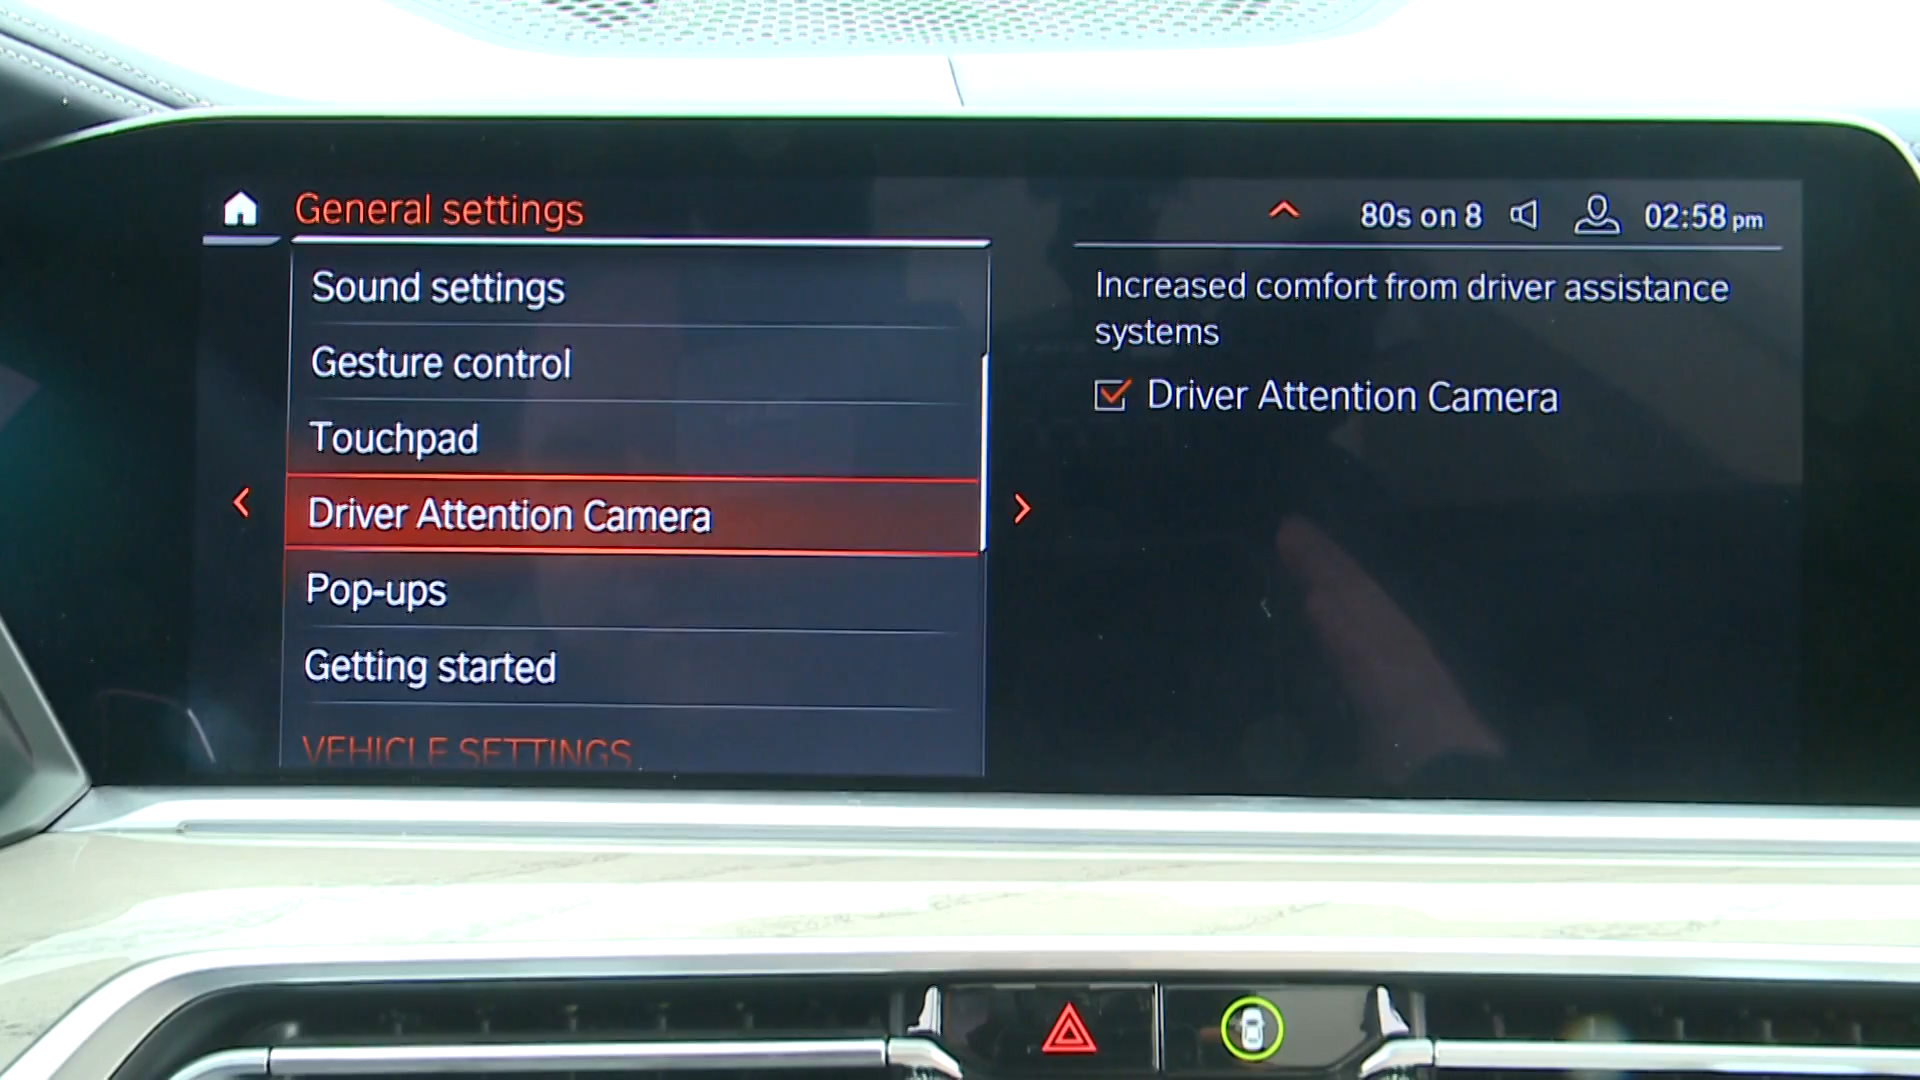 General settings
80s on 8
02:58 pm
Sound settings
Gesture control
Touchpad
Driver Attention Camera
Pop-ups
Getting started
VEHICLE SETTINGS
Increased comfort from driver assistance
systems
Driver Attention Camera